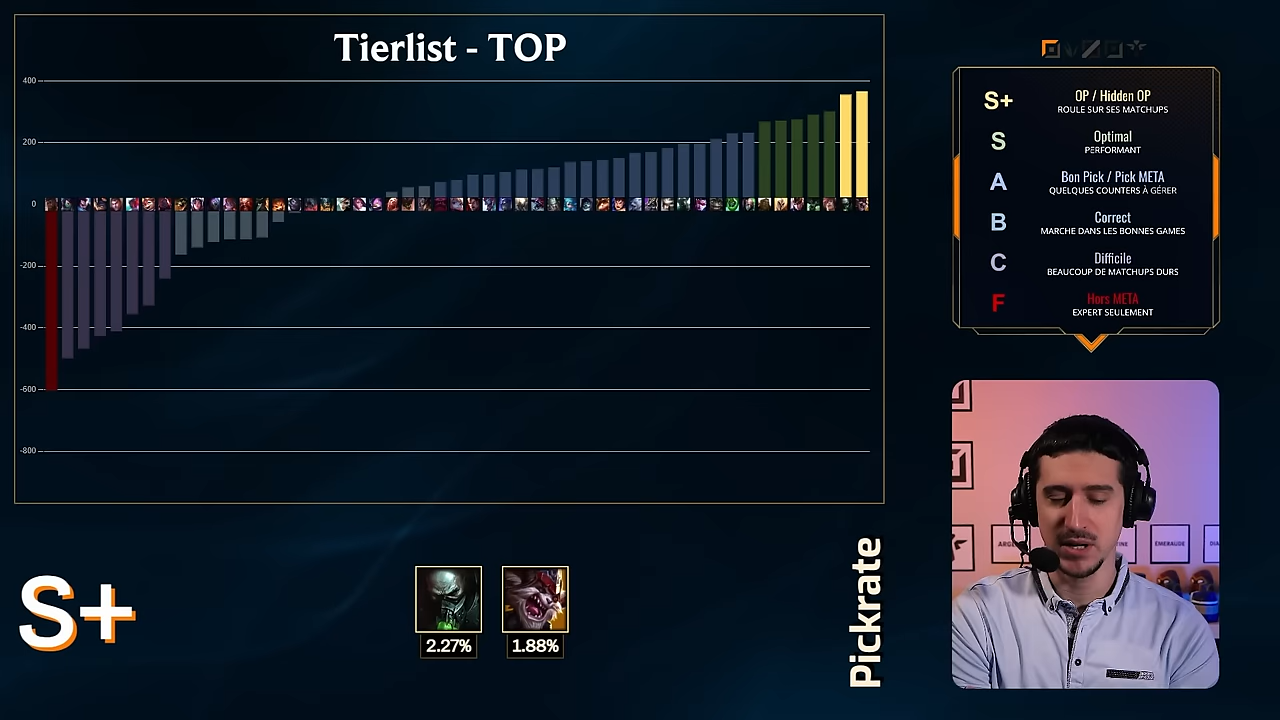 Tierlist - TOP
400
200
0
-200
-400
-600
-800
S+
OP / Hidden OP
ROULE SUR SES MATCHUPS
S
Optimal
PERFORMANT
A
Bon Pick / Pick META
QUELQUES COUNTERS À GÉRER
B
Correct
MARCHE DANS LES BONNES GAMES
C
Difficile
BEAUCOUP DE MATCHUPS DURS
F
Hors META
EXPERT SEULEMENT
S+
2.27%
1.88%
Pickrate
EMERAUDE